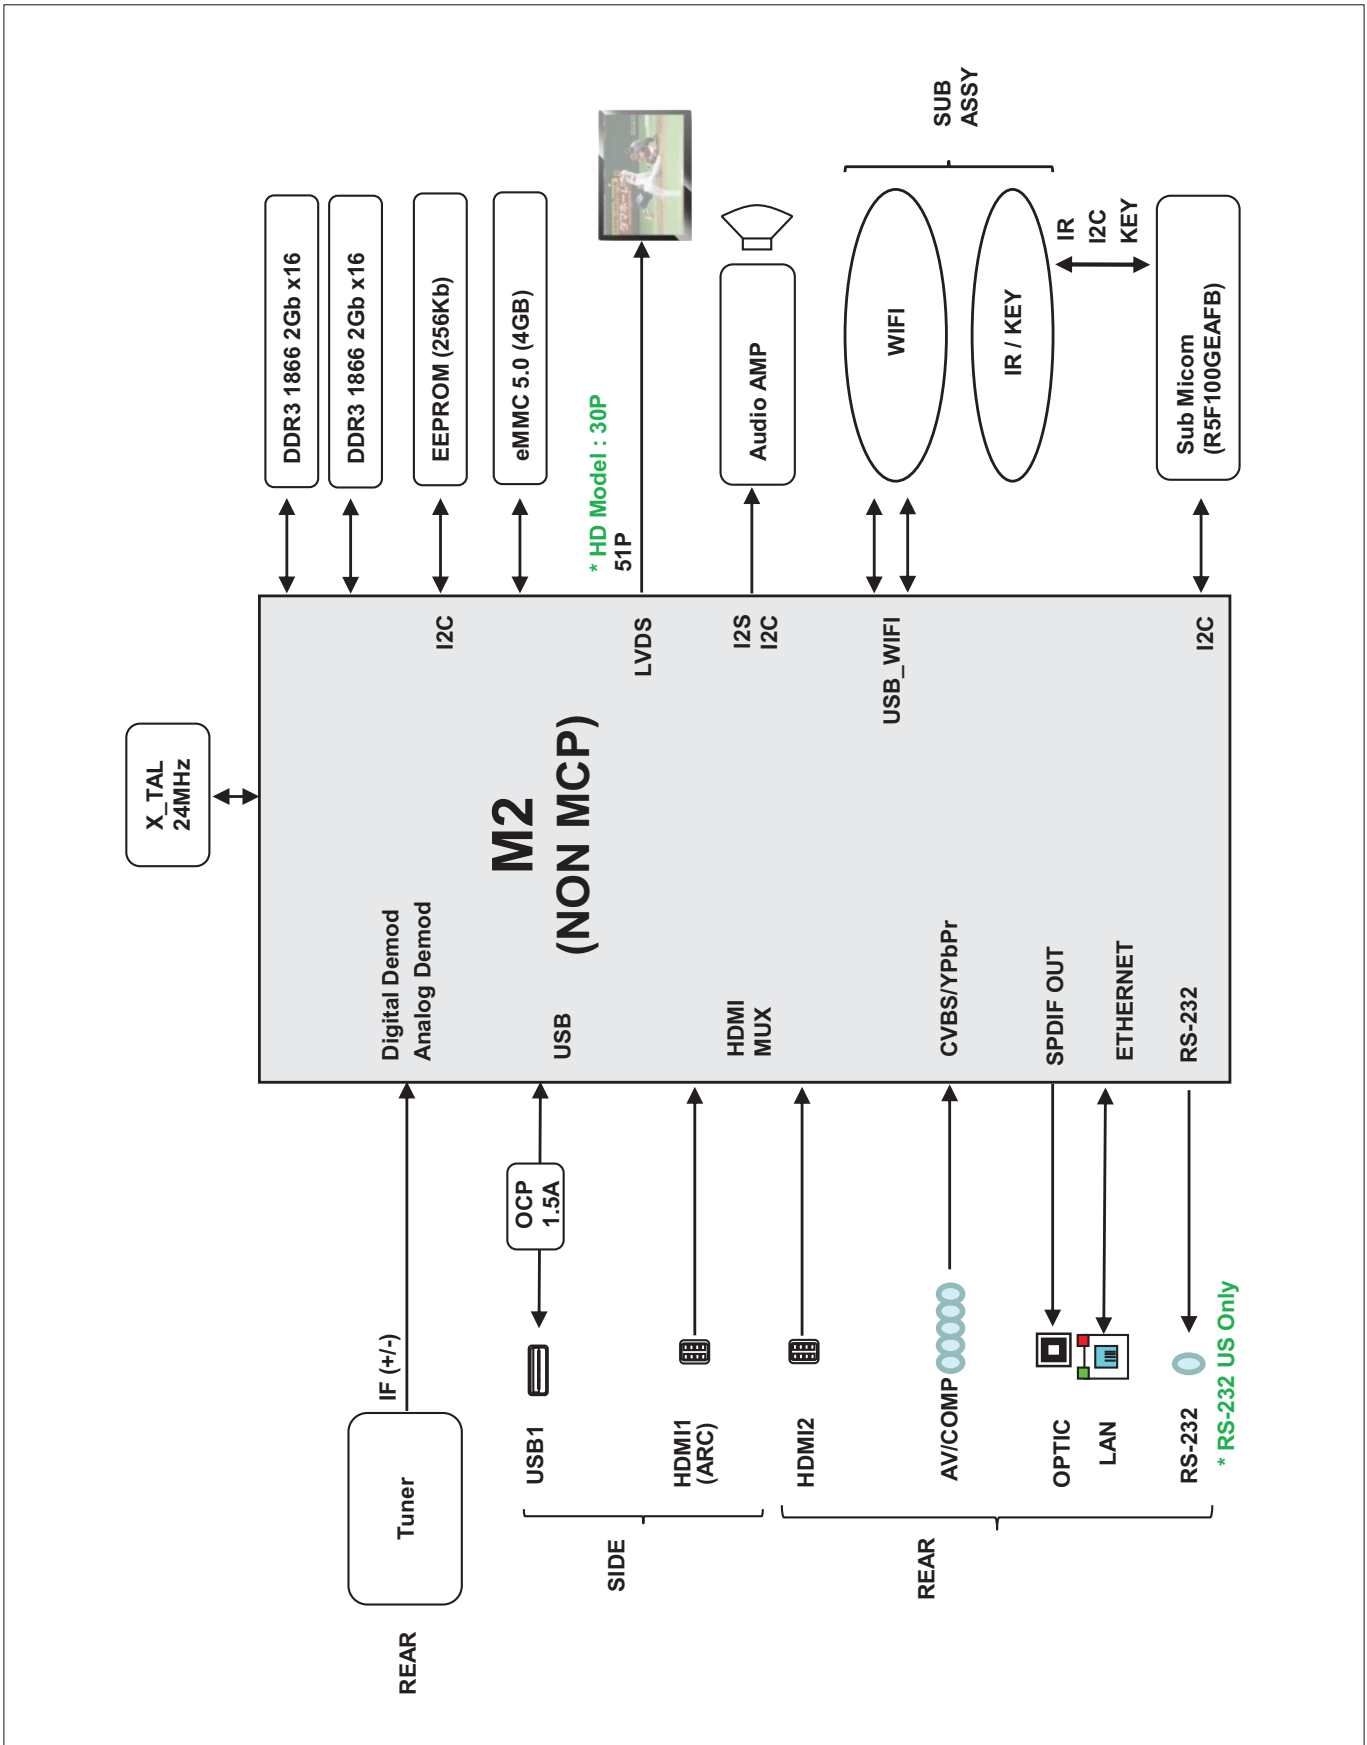 X_TAL
24MHz
REAR
Tuner
IF (+/-)
Digital Demod
Analog Demod
M2
(NON MCP)
I2C
DDR3 1866 2Gb x16
DDR3 1866 2Gb x16
EEPROM (256Kb)
eMMC 5.0 (4GB)
SIDE
USB1
OCP
1.5A
USB
LVDS
* HD Model : 30P
51P
HDMI1
(ARC)
HDMI2
HDMI
MUX
I2S
I2C
Audio AMP
REAR
AV/COMP
CVBS/YPbPr
USB_WIFI
WIFI
SUB
ASSY
IR / KEY
OPTIC
SPDIF OUT
LAN
ETHERNET
IR
I2C
KEY
RS-232
* RS-232 US Only
RS-232
I2C
Sub Micom
(R5F100GEAFB)